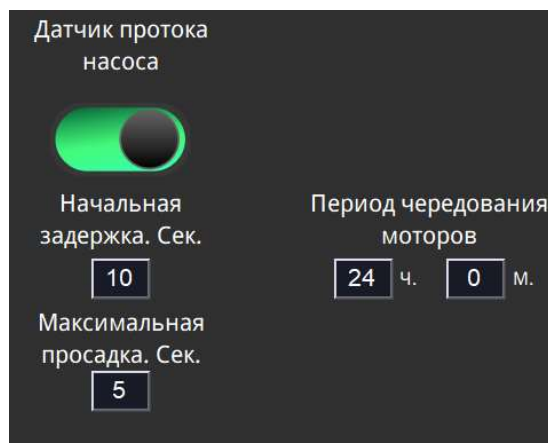 Датчик протока
насоса
Начальная
задержка. Сек.
10
Максимальная
просадка. Сек.
5
Период чередования
моторов
24 ч. 0 м.